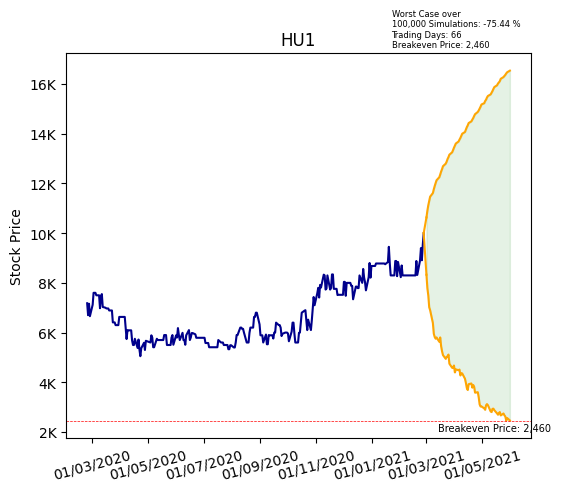 Worst Case over
100,000 Simulations: -75.44 %
Trading Days: 66
Breakeven Price: 2,460
HU1
Stock Price
16K
14K
12K
10K
8K
6K
4K
2K
Breakeven Price: 2,460
01/03/2020
01/05/2020
01/07/2020
01/09/2020
01/11/2020
01/01/2021
01/03/2021
01/05/2021